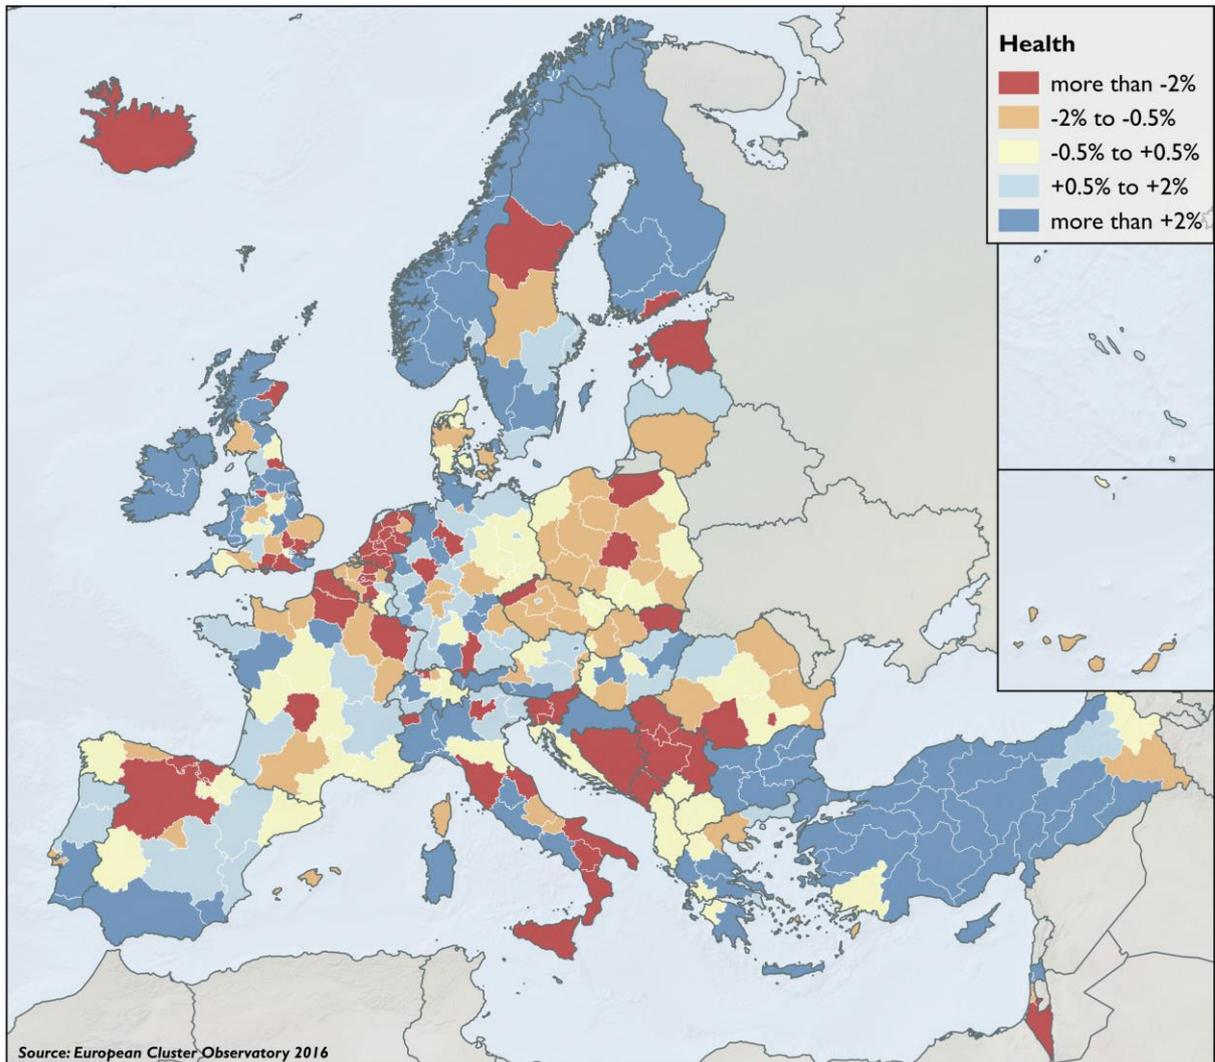 Health
more than -2%
-2% to -0.5%
-0.5% to +0.5%
+0.5% to +2%
more than +2%
Source: European Cluster Observatory 2016